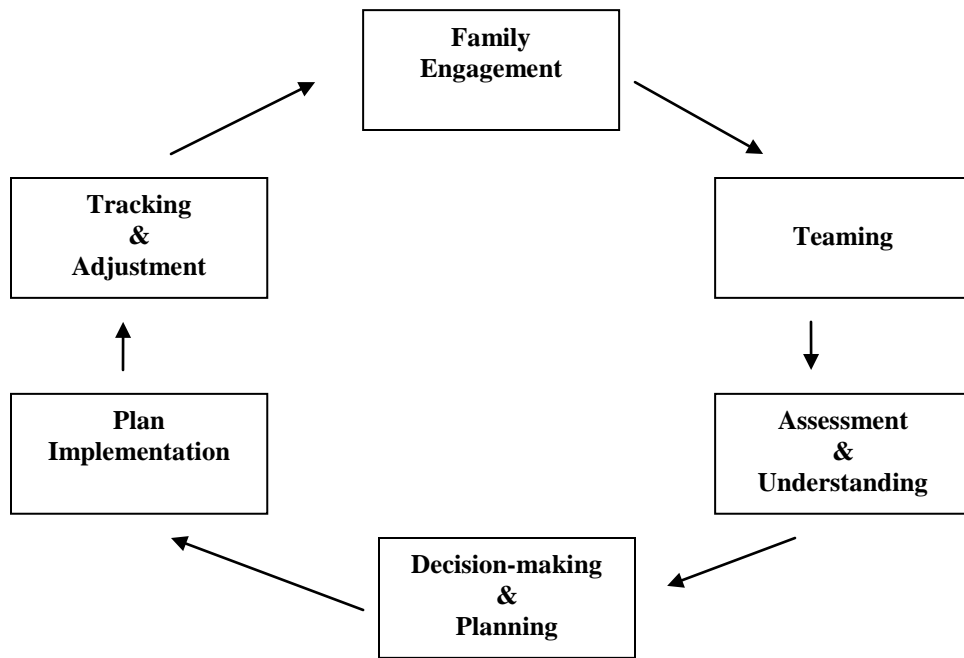 Family
Engagement
Teaming
Assessment
&
Understanding
Decision-making
&
Planning
Plan
Implementation
Tracking
&
Adjustment